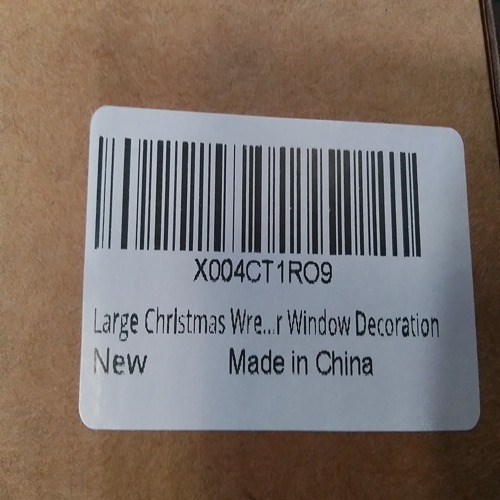 X004CT1RO9
Large Christmas Wre...r Window Decoration
New Made in China